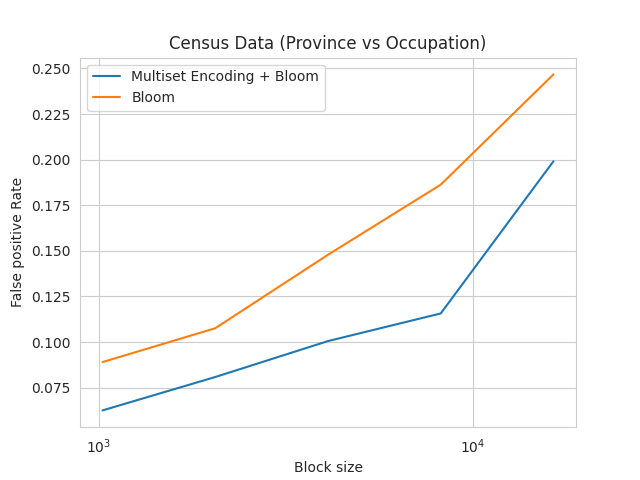 Census Data (Province vs Occupation)
Multiset Encoding + Bloom
Bloom
False positive Rate
0.250
0.225
0.200
0.175
0.150
0.125
0.100
0.075
10³
10⁴
Block size